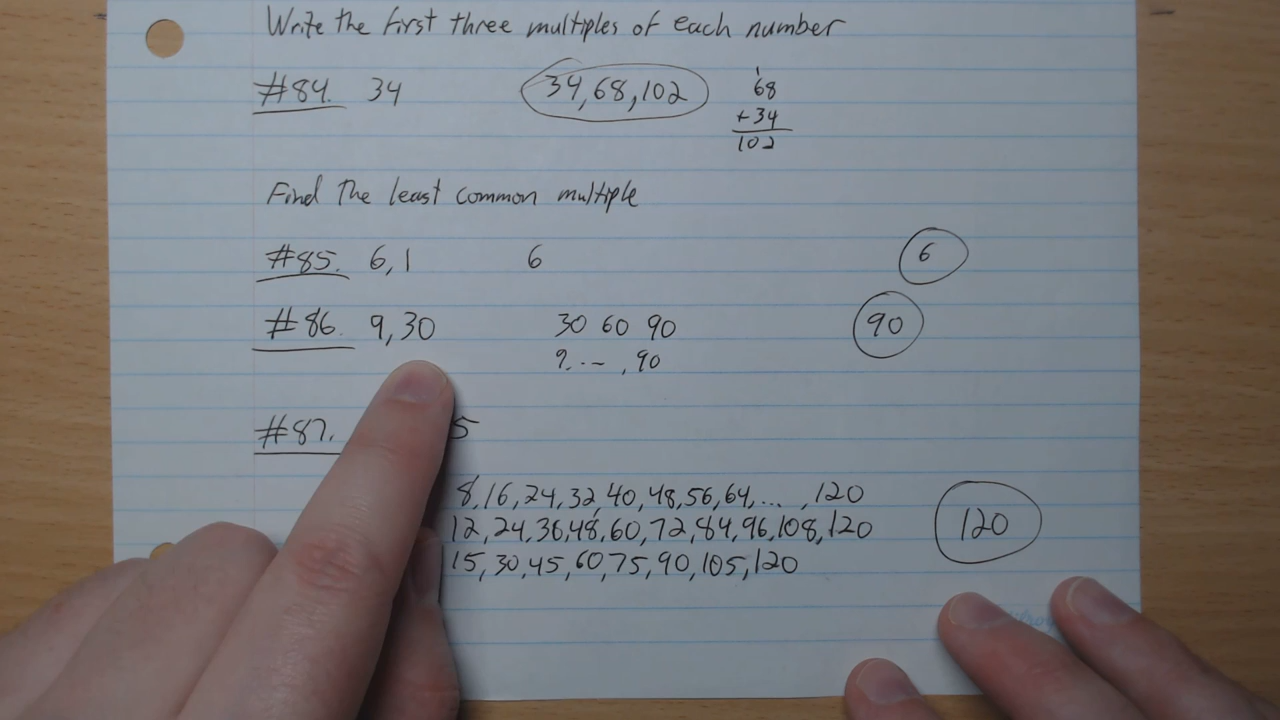 Write the first three multiples of each number
#84. 34 34,68,102 68
+34
1
102
Find the least common multiple
#85. 6,1 6 6
#86. 9,30 30 60 90 90
9.--,90
#87. 5
8,16,24,32,40,48,56,64,...,120
12,24,36,48,60,72,84,96,108,120 120
15,30,45,60,75,90,105,120